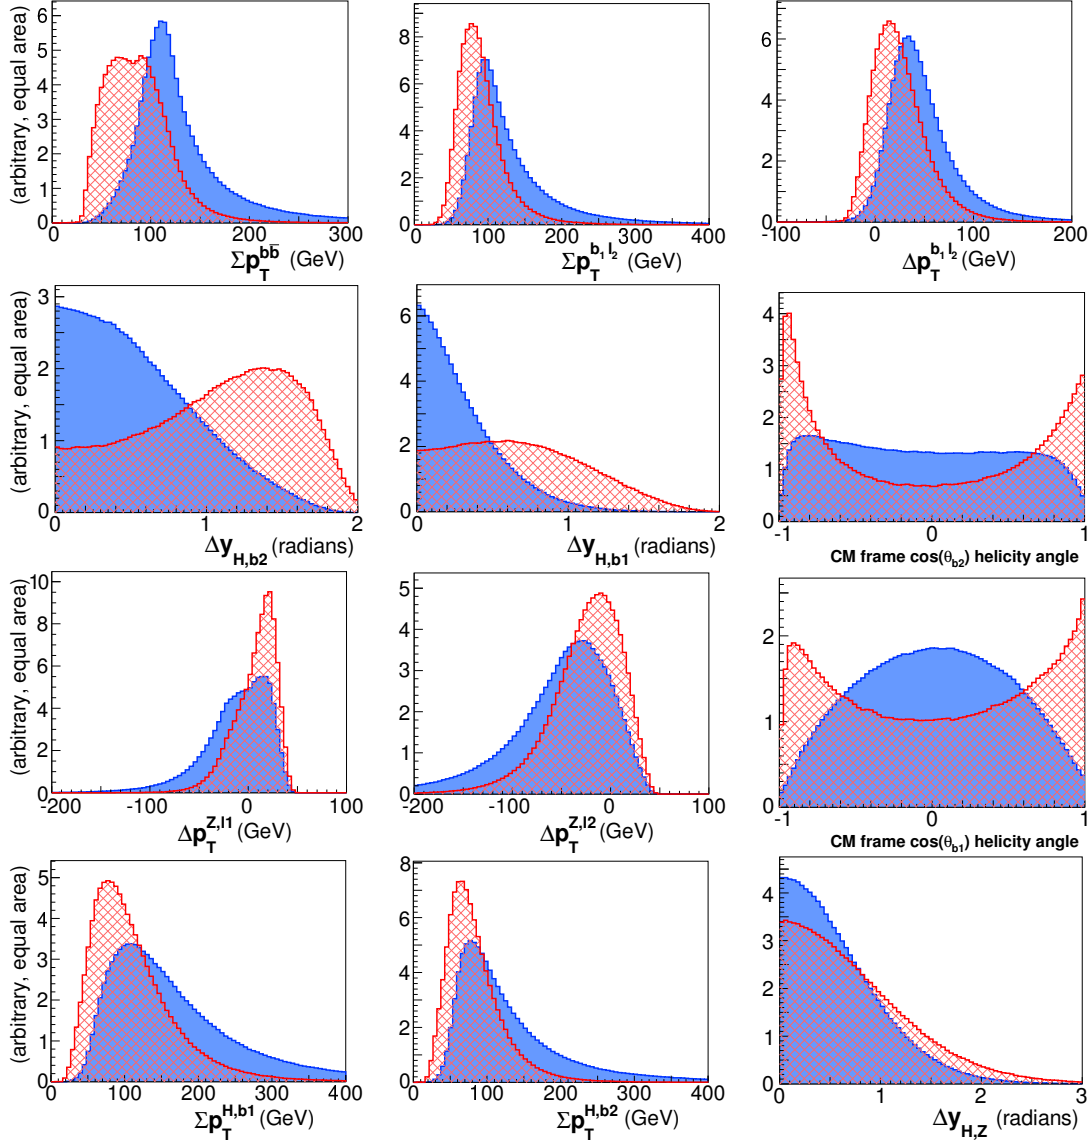 (arbitrary, equal area)
6
5
4
3
2
1
0
0 100 200 300
Σp_T^{bb̅} (GeV)
8
6
4
2
0
0 100 200 300 400
Σp_T^{b₁l₂} (GeV)
6
4
2
0
-100 0 100 200
Δp_T^{b₁l₂} (GeV)
(arbitrary, equal area)
3
2
1
0
0 1 2
Δy_{H,b2} (radians)
6
5
4
3
2
1
0
0 1 2
Δy_{H,b1} (radians)
4
3
2
1
0
-1 0 1
CM frame cos(θ_{b2}) helicity angle
(arbitrary, equal area)
10
8
6
4
2
0
-200 -100 0 100
Δp_T^{Z,l1} (GeV)
5
4
3
2
1
0
-200 -100 0 100
Δp_T^{Z,l2} (GeV)
2
1
0
-1 0 1
CM frame cos(θ_{b1}) helicity angle
(arbitrary, equal area)
5
4
3
2
1
0
0 100 200 300 400
Σp_T^{H,b1} (GeV)
8
6
4
2
0
0 100 200 300 400
Σp_T^{H,b2} (GeV)
4
3
2
1
0
0 1 2 3
Δy_{H,Z} (radians)